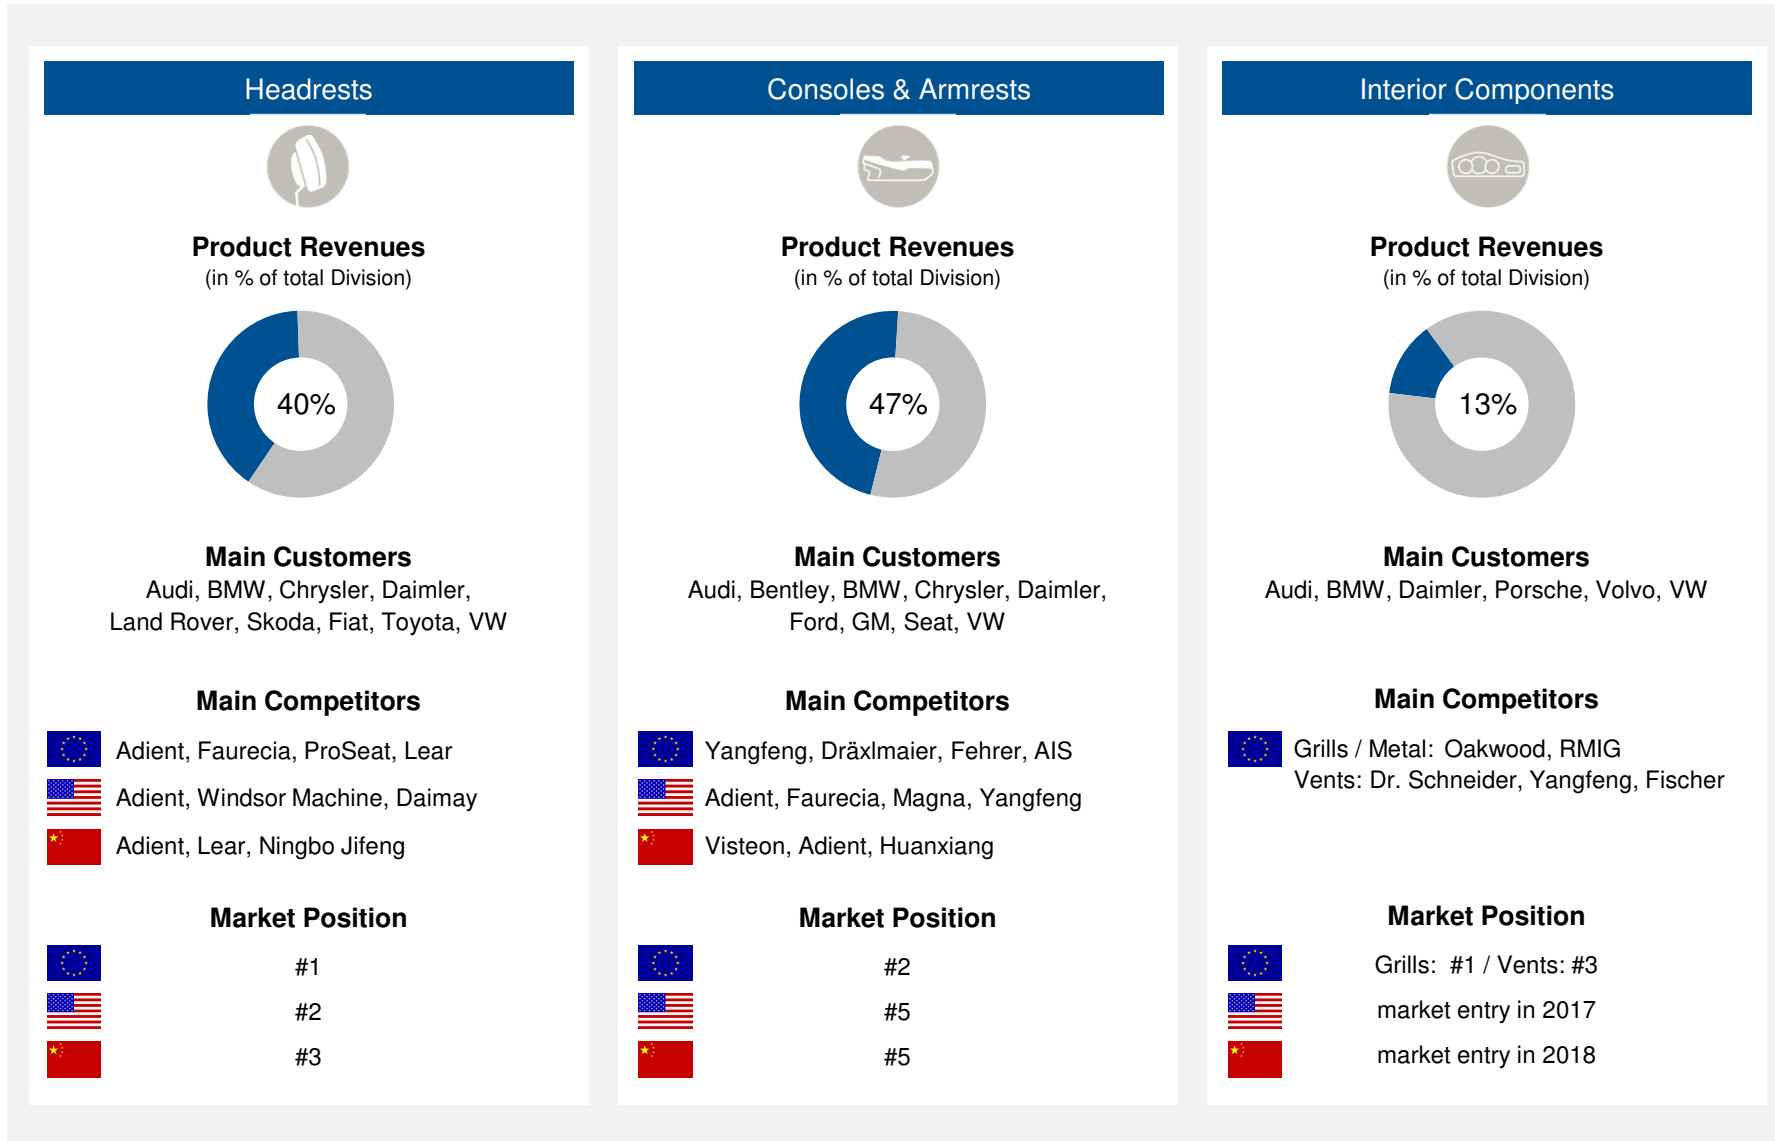 Headrests
Product Revenues
(in % of total Division)
40%
Main Customers
Audi, BMW, Chrysler, Daimler,
Land Rover, Skoda, Fiat, Toyota, VW
Main Competitors
Adient, Faurecia, ProSeat, Lear
Adient, Windsor Machine, Daimay
Adient, Lear, Ningbo Jifeng
Market Position
#1
#2
#3
Consoles & Armrests
Product Revenues
(in % of total Division)
47%
Main Customers
Audi, Bentley, BMW, Chrysler, Daimler,
Ford, GM, Seat, VW
Main Competitors
Yangfeng, Dräxlmaier, Fehrer, AIS
Adient, Faurecia, Magna, Yangfeng
Visteon, Adient, Huanxiang
Market Position
#2
#5
#5
Interior Components
Product Revenues
(in % of total Division)
13%
Main Customers
Audi, BMW, Daimler, Porsche, Volvo, VW
Main Competitors
Grills / Metal: Oakwood, RMIG
Vents: Dr. Schneider, Yangfeng, Fischer
Market Position
Grills: #1 / Vents: #3
market entry in 2017
market entry in 2018